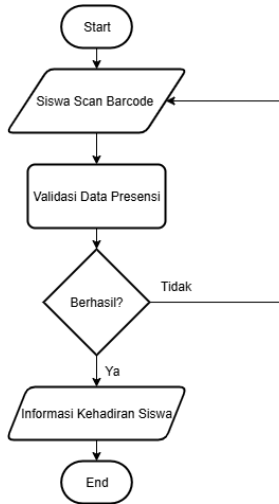 Start
Siswa Scan Barcode
Validasi Data Presensi
Berhasil?
Tidak
Ya
Informasi Kehadiran Siswa
End